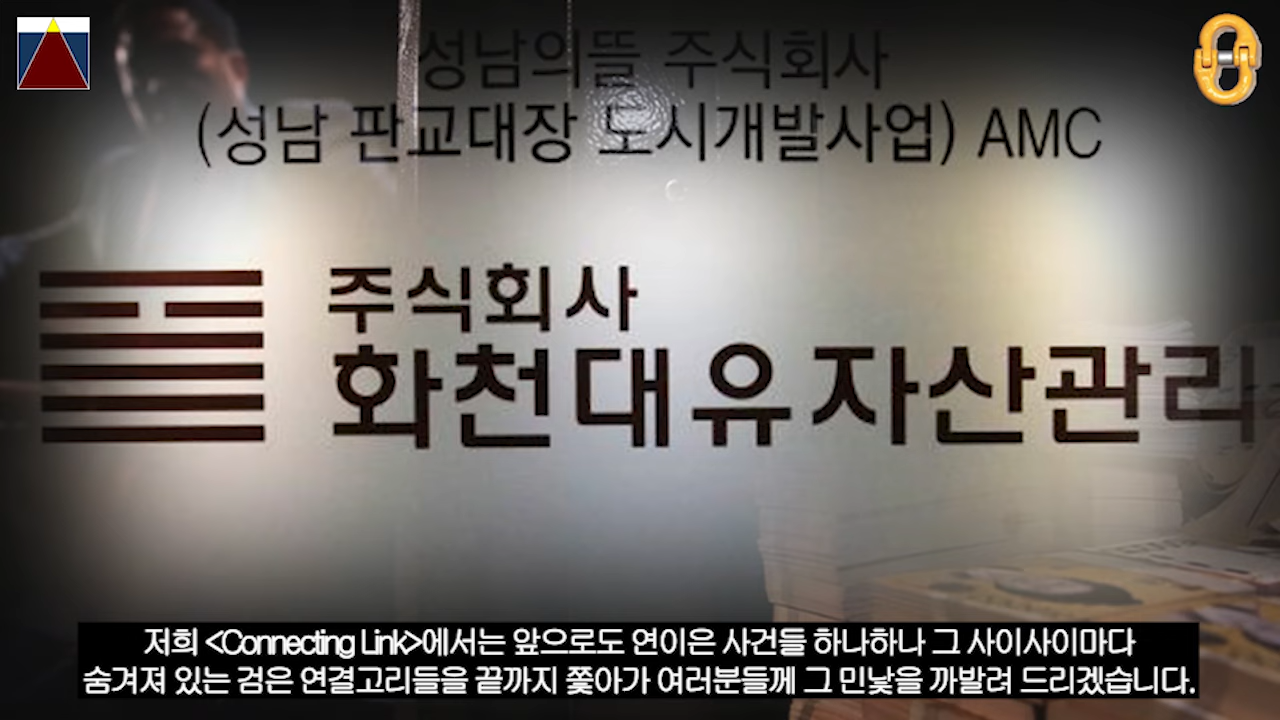 성남의뜰 주식회사
(성남 판교대장 도시개발사업) AMC
주식회사
화천대유자산관리
저희 <Connecting Link>에서는 앞으로도 연이은 사건들 하나하나 그 사이사이마다
숨겨져 있는 검은 연결고리들을 끝까지 쫓아가 여러분들께 그 민낯을 까발려 드리겠습니다.